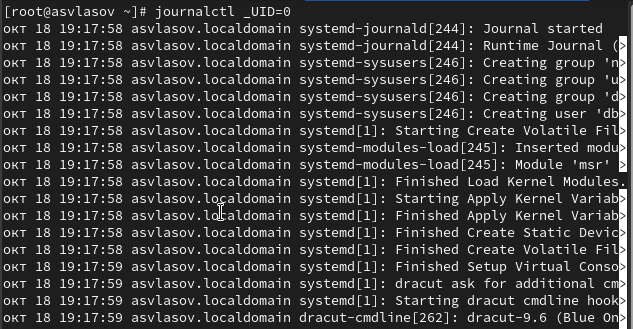 [root@asvlasov ~]# journalctl _UID=0
окт 18 19:17:58 asvlasov.localdomain systemd-journald[244]: Journal started
окт 18 19:17:58 asvlasov.localdomain systemd-journald[244]: Runtime Journal (>
окт 18 19:17:58 asvlasov.localdomain systemd-sysusers[246]: Creating group 'n>
окт 18 19:17:58 asvlasov.localdomain systemd-sysusers[246]: Creating group 'u>
окт 18 19:17:58 asvlasov.localdomain systemd-sysusers[246]: Creating group 'd>
окт 18 19:17:58 asvlasov.localdomain systemd-sysusers[246]: Creating user 'db>
окт 18 19:17:58 asvlasov.localdomain systemd[1]: Starting Create Volatile Fil>
окт 18 19:17:58 asvlasov.localdomain systemd-modules-load[245]: Inserted modu>
окт 18 19:17:58 asvlasov.localdomain systemd-modules-load[245]: Module 'msr' >
окт 18 19:17:58 asvlasov.localdomain systemd[1]: Finished Load Kernel Modules.
окт 18 19:17:58 asvlasov.localdomain systemd[1]: Starting Apply Kernel Variab>
окт 18 19:17:58 asvlasov.localdomain systemd[1]: Finished Apply Kernel Variab>
окт 18 19:17:58 asvlasov.localdomain systemd[1]: Finished Create Static Devic>
окт 18 19:17:58 asvlasov.localdomain systemd[1]: Finished Create Volatile Fil>
окт 18 19:17:59 asvlasov.localdomain systemd[1]: Finished Setup Virtual Conso>
окт 18 19:17:59 asvlasov.localdomain systemd[1]: dracut ask for additional cm>
окт 18 19:17:59 asvlasov.localdomain systemd[1]: Starting dracut cmdline hook>
окт 18 19:17:59 asvlasov.localdomain dracut-cmdline[262]: dracut-9.6 (Blue On>